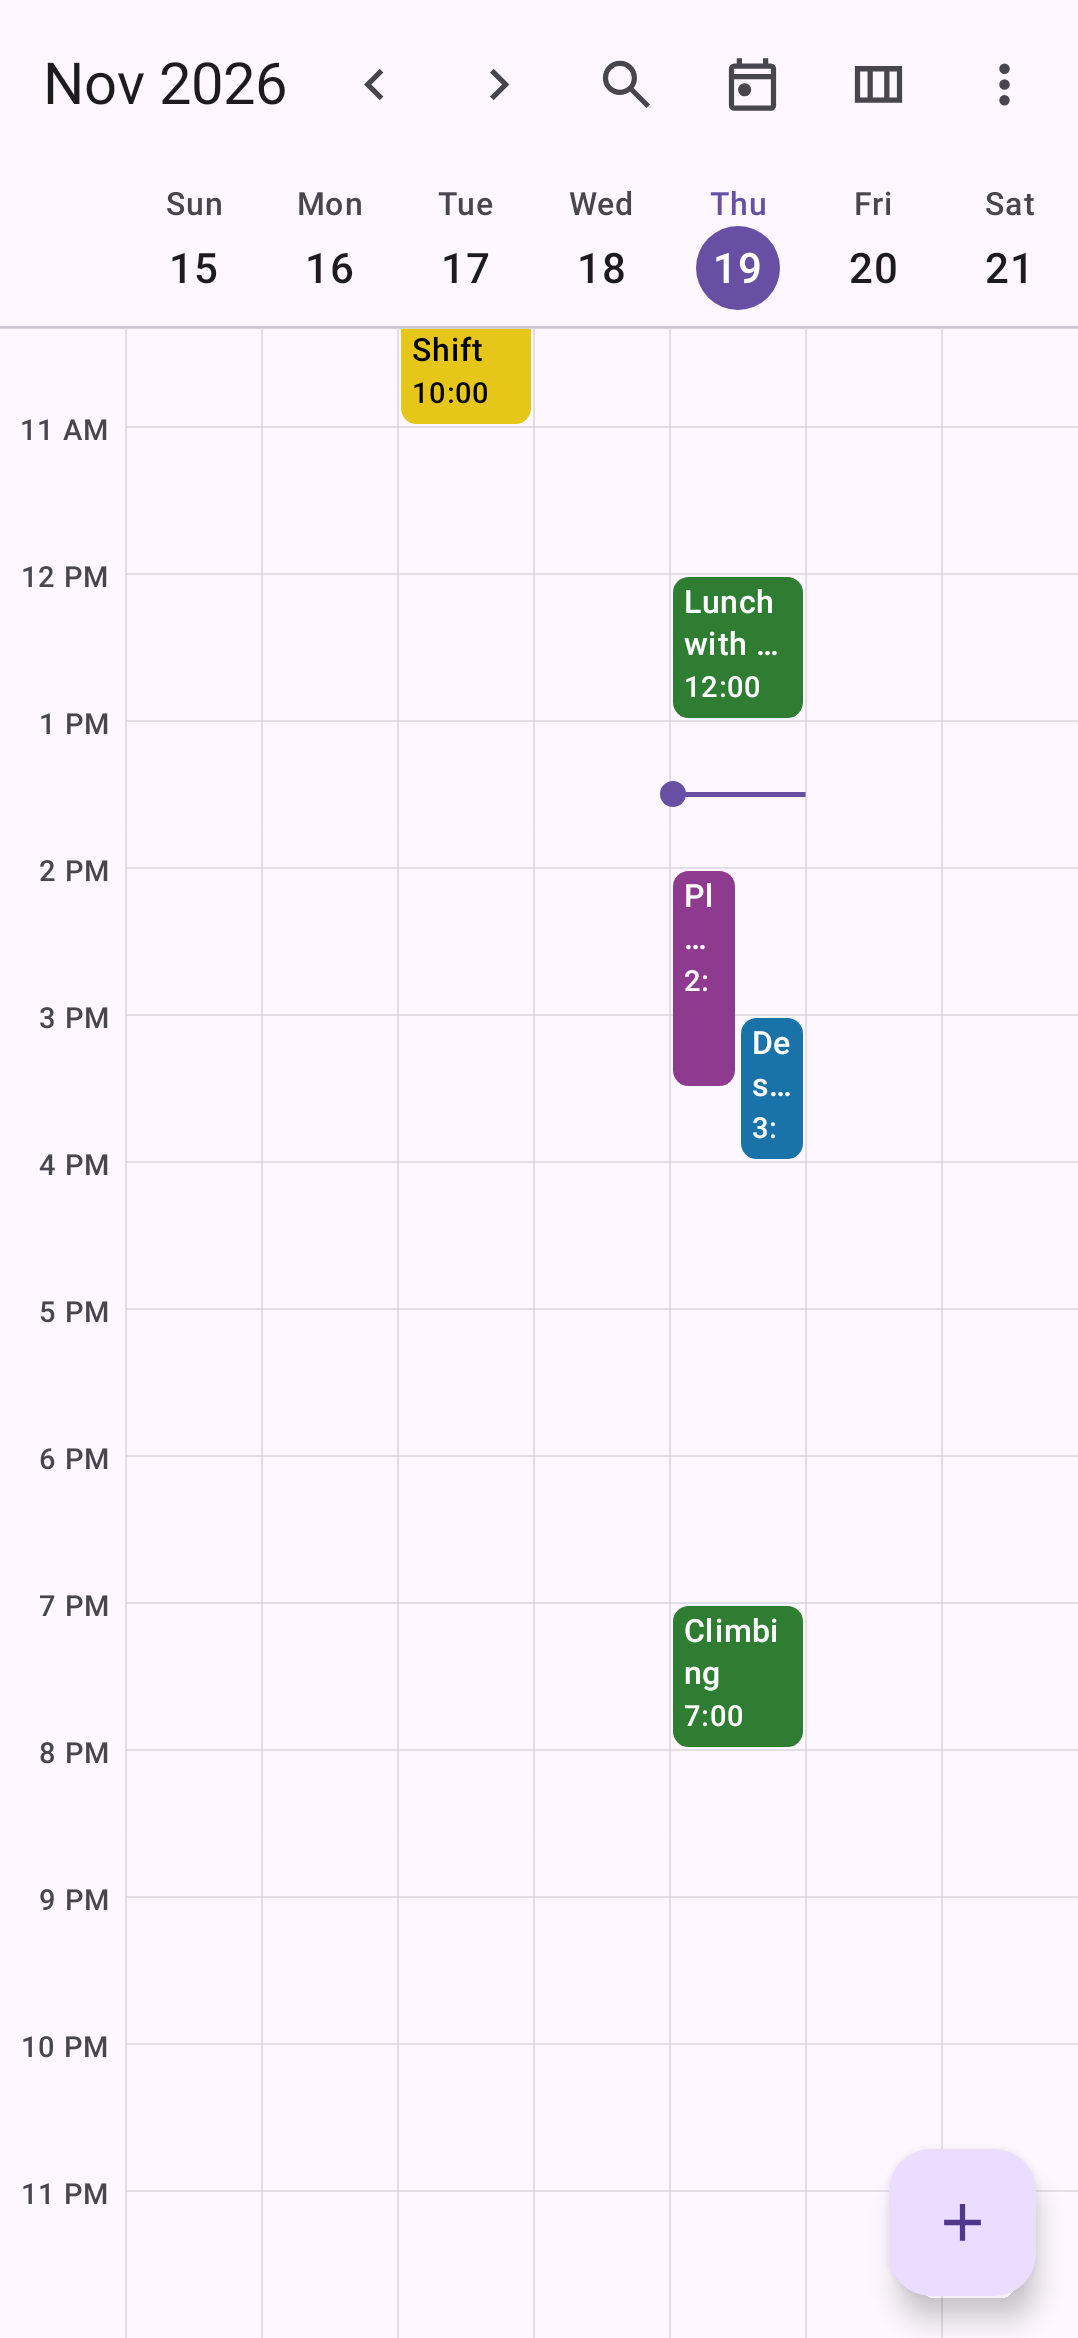 Nov 2026
Sun Mon Tue Wed Thu Fri Sat
15 16 17 18 19 20 21
Shift
10:00
11 AM
12 PM
Lunch
with ...
12:00
1 PM
2 PM
Pl
...
2:
3 PM
De
s...
3:
4 PM
5 PM
6 PM
7 PM
Climbi
ng
7:00
8 PM
9 PM
10 PM
11 PM
+